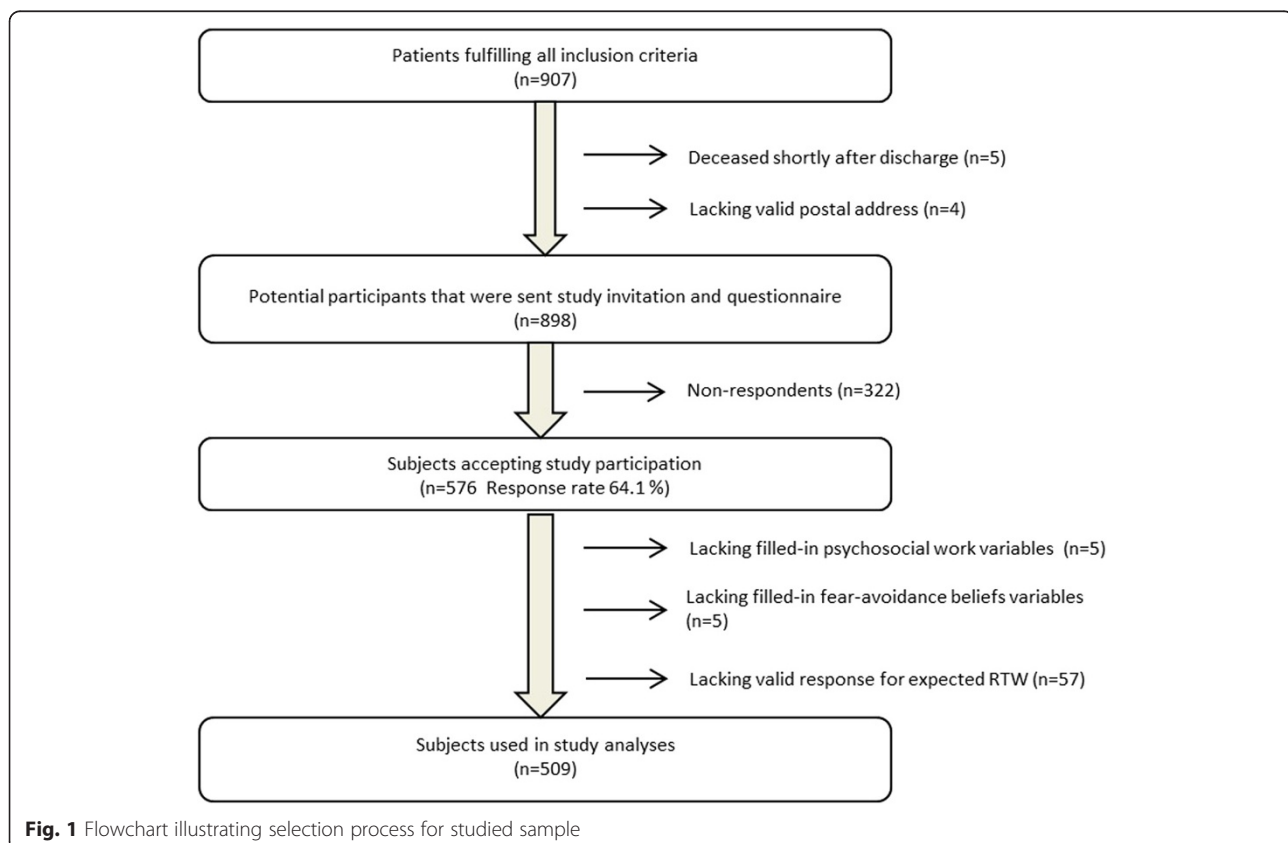 Patients fulfilling all inclusion criteria
(n=907)
Deceased shortly after discharge (n=5)
Lacking valid postal address (n=4)
Potential participants that were sent study invitation and questionnaire
(n=898)
Non-respondents (n=322)
Subjects accepting study participation
(n=576 Response rate 64.1 %)
Lacking filled-in psychosocial work variables (n=5)
Lacking filled-in fear-avoidance beliefs variables
(n=5)
Lacking valid response for expected RTW (n=57)
Subjects used in study analyses
(n=509)
Fig. 1 Flowchart illustrating selection process for studied sample